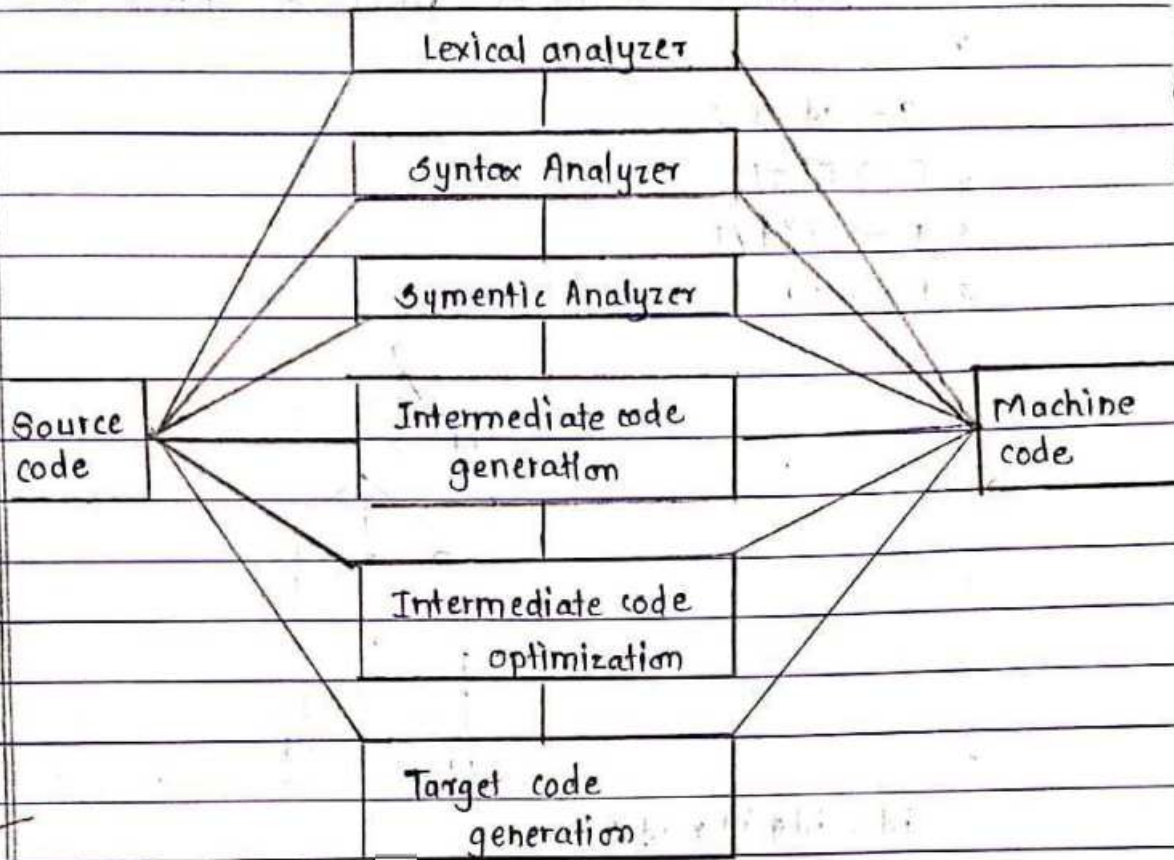 Lexical analyzer
Syntax Analyzer
Symentic Analyzer
Source
code
Intermediate code
generation
Machine
code
Intermediate code
optimization
Target code
generation.